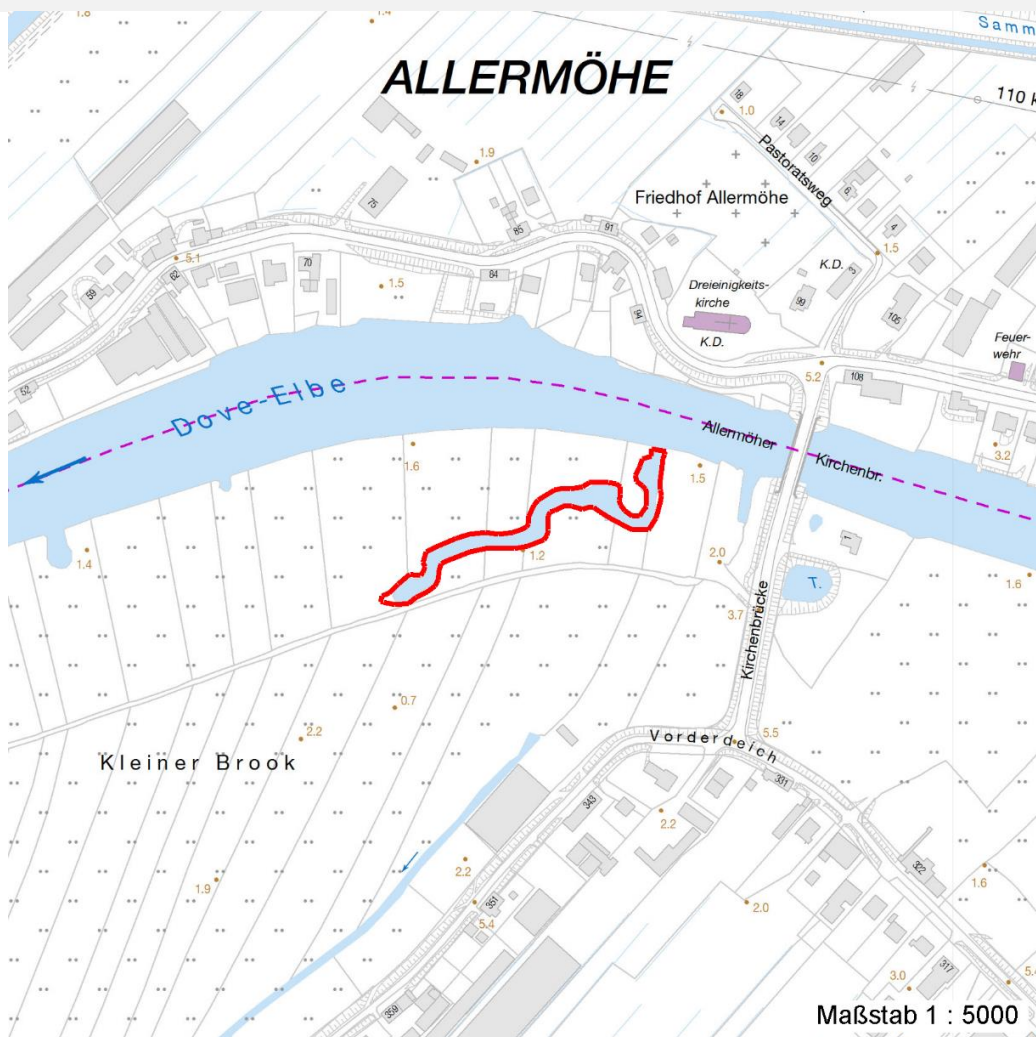 1.8
1.4
Samm
ALLERMÖHE
110 k
18
1.0
14
10
Pastoratsweg
6
1.9
75
Friedhof Allermöhe
4
85
91
1.5
5.1
K.D.
3
82
70
84
1.5
Dreieinigkeits-
kirche
K.D.
99
59
94
105
Feuer-
wehr
5.2
108
52
Dove-Elbe
Allermöher
Kirchenbr.
3.2
1.6
1.5
1
1.4
1.2
2.0
T.
1.6
3.7
Kirchenbrücke
0.7
2.2
Vorderdeich
5.5
Kleiner Brook
331
343
2.2
2.2
322
1.6
1.9
351
5.4
2.0
317
3.0
5.
359
Maßstab 1 : 5000